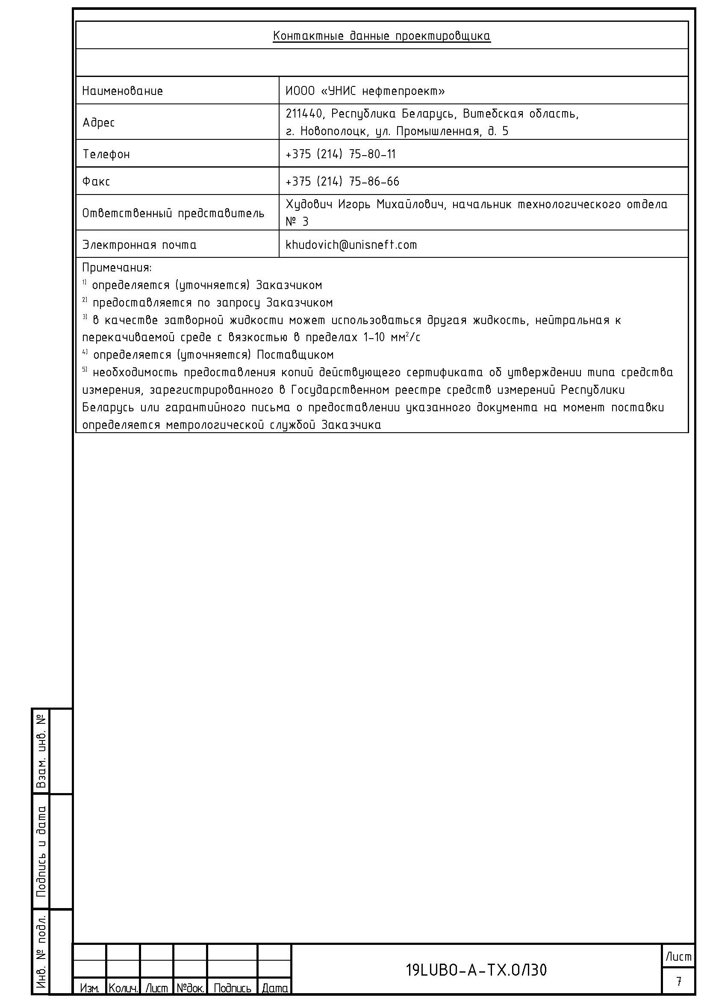 Контактные данные проектировщика
Наименование
ИООО «УНИС нефтепроект»
Адрес
211440, Республика Беларусь, Витебская область,
г. Новополоцк, ул. Промышленная, д. 5
Телефон
+375 (214) 75-80-11
Факс
+375 (214) 75-86-66
Ответственный представитель
Худович Игорь Михайлович, начальник технологического отдела
№ 3
Электронная почта
khudovich@unisneft.com
Примечания:
1) определяется (уточняется) Заказчиком
2) предоставляется по запросу Заказчиком
3) в качестве затворной жидкости может использоваться другая жидкость, нейтральная к
перекачиваемой среде с вязкостью в пределах 1-10 мм²/с
4) определяется (уточняется) Поставщиком
5) необходимость предоставления копий действующего сертификата об утверждении типа средства
измерения, зарегистрированного в Государственном реестре средств измерений Республики
Беларусь или гарантийного письма о предоставлении указанного документа на момент поставки
определяется метрологической службой Заказчика
Взам. инв. №
Подпись и дата
Инв. № подл.
Изм.
Колич.
Лист
№док.
Подпись
Дата
19LUBO-A-TX.ОЛ30
Лист
7